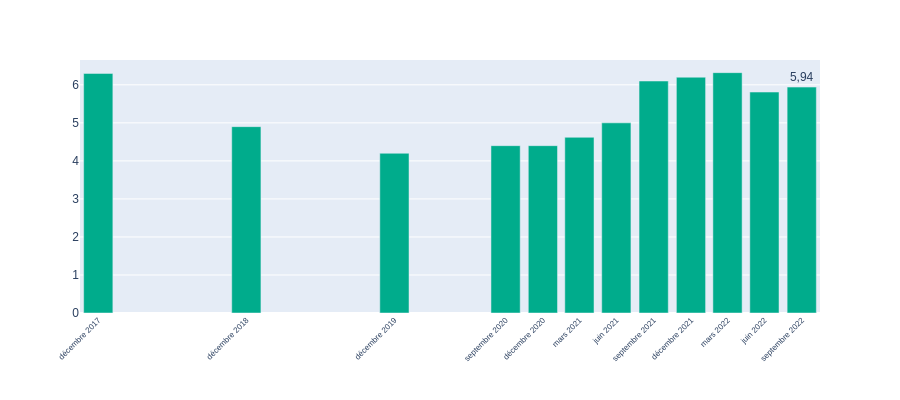 6
5
4
3
2
1
0
5,94
décembre 2017
décembre 2018
décembre 2019
septembre 2020
décembre 2020
mars 2021
juin 2021
septembre 2021
décembre 2021
mars 2022
juin 2022
septembre 2022